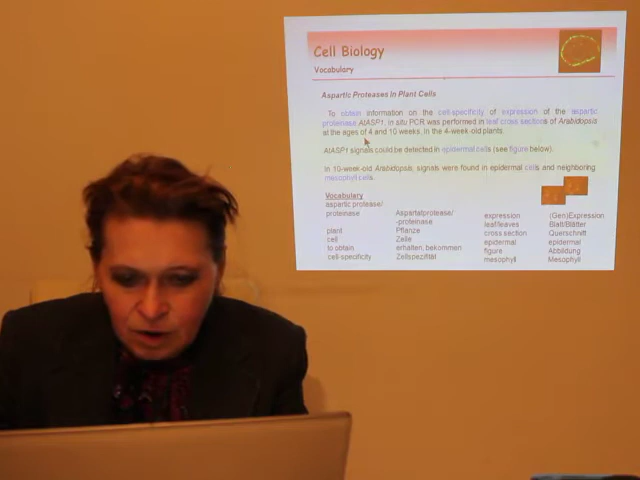 Cell Biology
Vocabulary
Aspartic Proteases In Plant Cells
To obtain information on the cell-specificity of expression of the aspartic
proteinase AtASP1, in situ PCR was performed in leaf cross sections of Arabidopsis
at the ages of 4 and 10 weeks. In the 4-week-old plants,
AtASP1 signals could be detected in epidermal cells (see figure below).
In 10-week-old Arabidopsis, signals were found in epidermal cells and neighboring
mesophyll cells.
Vocabulary
aspartic protease/ Aspartatprotease/ expression (Gen)Expression
proteinase -proteinase leaf/leaves Blatt/Blätter
plant Pflanze cross section Querschnitt
cell Zelle epidermal epidermal
to obtain erhalten, bekommen figure Abbildung
cell-specificity Zellspezifität mesophyll Mesophyll